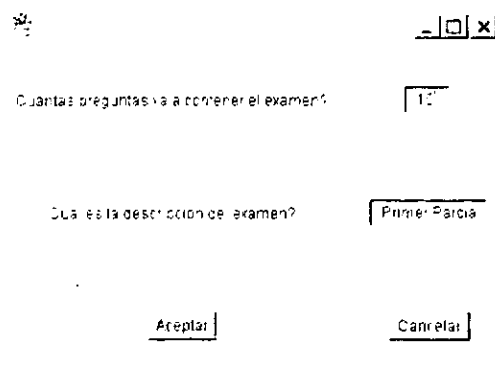 Cuantas preguntas va a contener el examen?
10
Cual es la descripcion del examen?
Primer Parcial
Aceptar
Cancelar